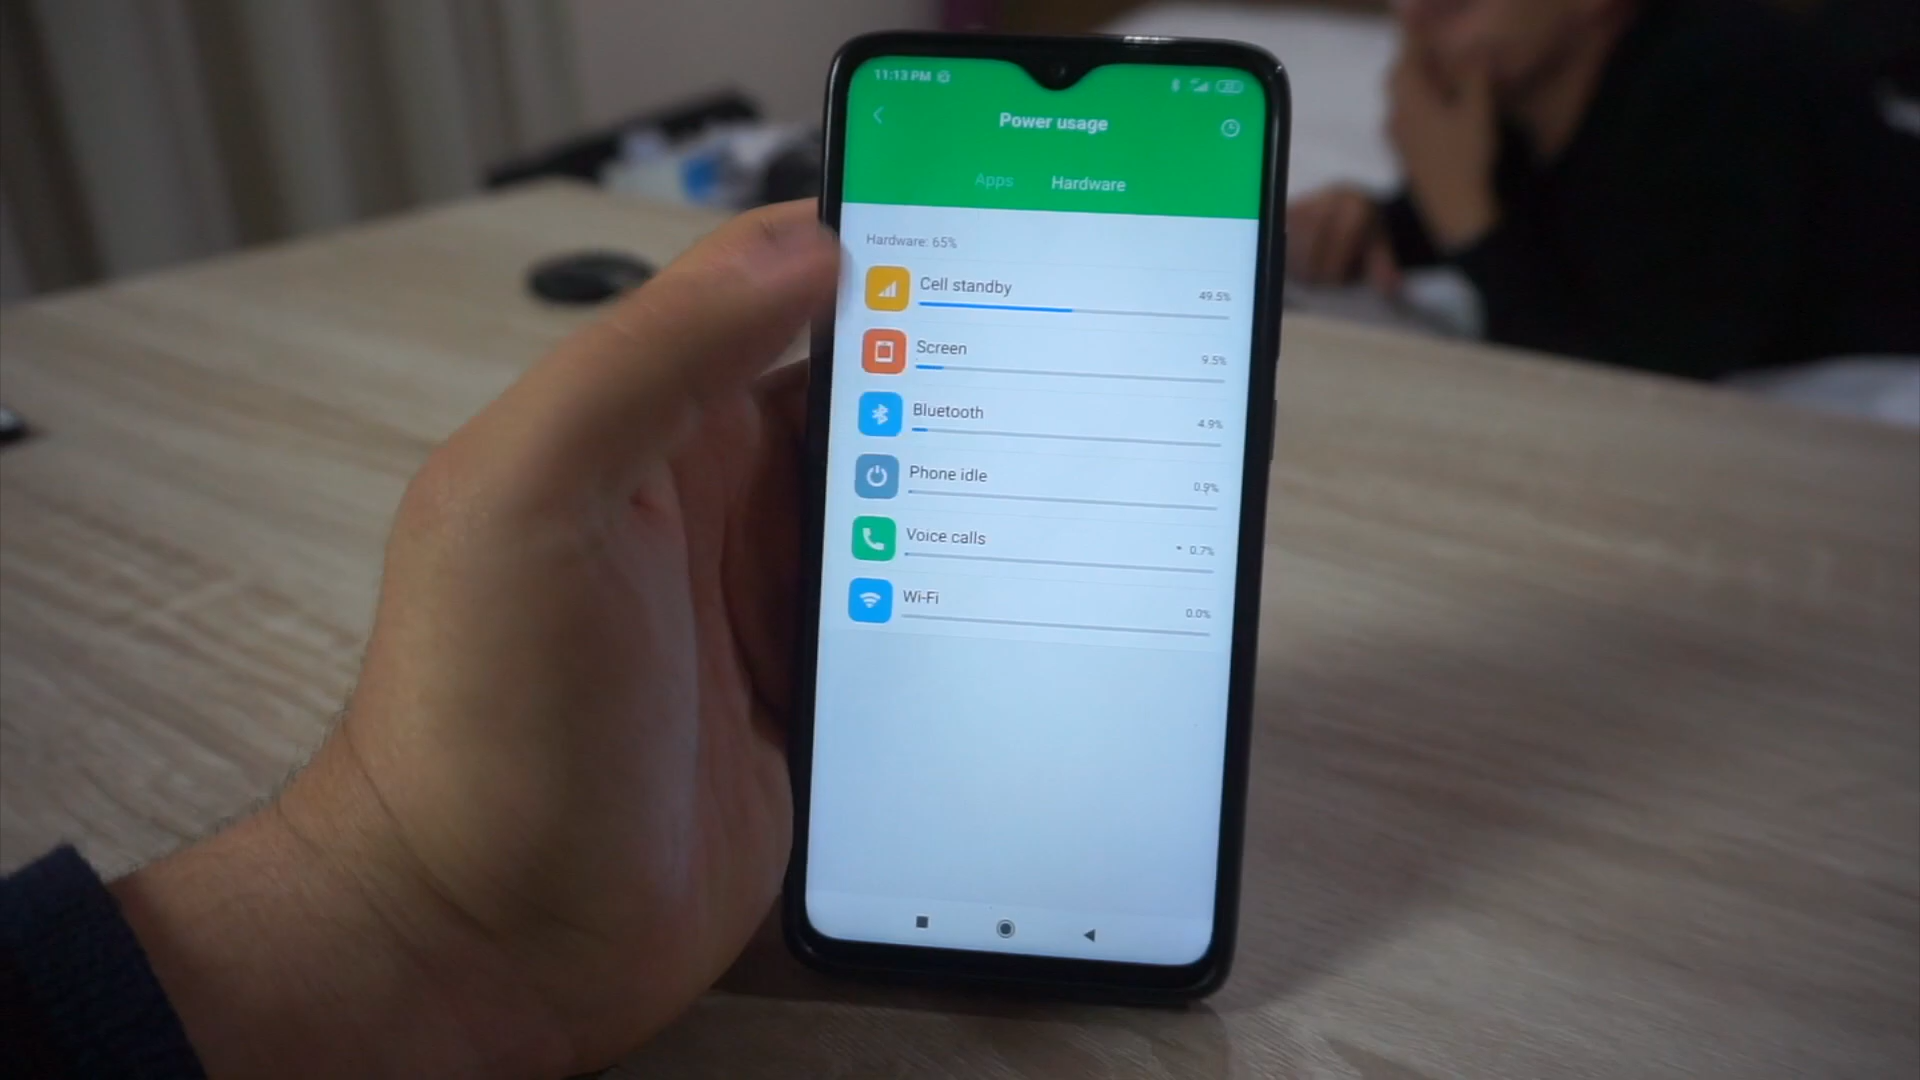 11:13 PM
Power usage
Apps Hardware
Hardware: 65%
Cell standby 49.5%
Screen 9.5%
Bluetooth 4.9%
Phone idle 0.9%
Voice calls 0.7%
Wi-Fi 0.0%